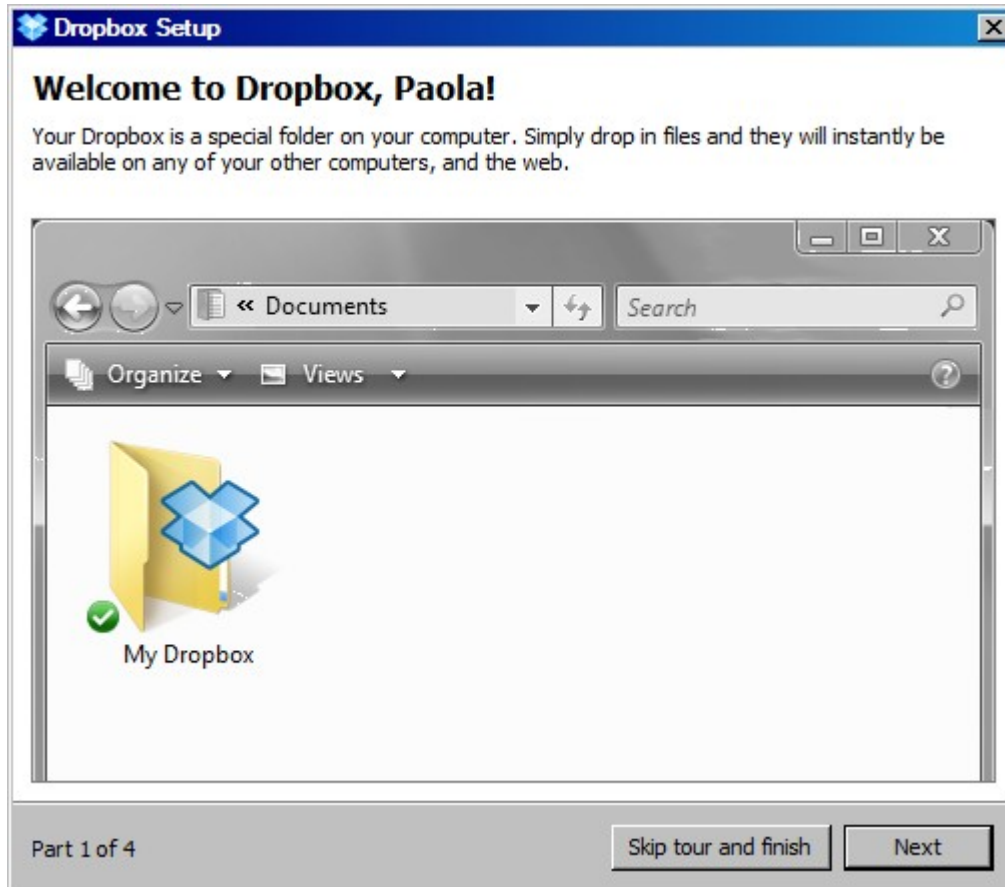 Dropbox Setup
Welcome to Dropbox, Paola!
Your Dropbox is a special folder on your computer. Simply drop in files and they will instantly be
available on any of your other computers, and the web.
« Documents
Search
Organize
Views
My Dropbox
Part 1 of 4
Skip tour and finish
Next